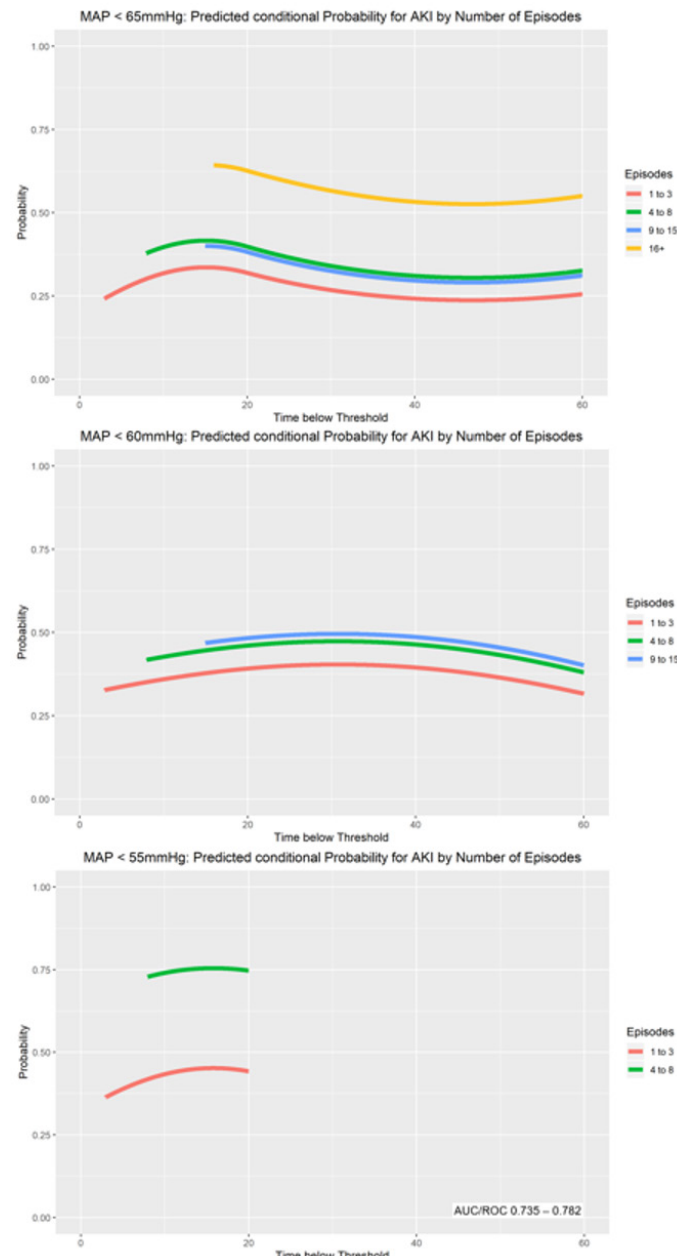 MAP < 65mmHg: Predicted conditional Probability for AKI by Number of Episodes
1.00
0.75
0.50
0.25
0.00
Probability
0
20
40
60
Time below Threshold
Episodes
1 to 3
4 to 8
9 to 15
16+
MAP < 60mmHg: Predicted conditional Probability for AKI by Number of Episodes
1.00
0.75
0.50
0.25
0.00
Probability
0
20
40
60
Time below Threshold
Episodes
1 to 3
4 to 8
9 to 15
MAP < 55mmHg: Predicted conditional Probability for AKI by Number of Episodes
1.00
0.75
0.50
0.25
0.00
Probability
AUC/ROC 0.735 – 0.782
0
20
40
60
Time below Threshold
Episodes
1 to 3
4 to 8